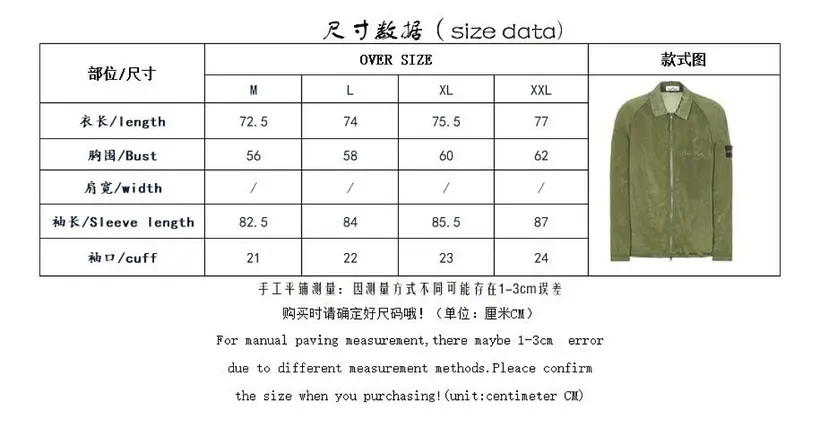 尺寸数据(size data)
部位/尺寸 OVER SIZE 款式图
M L XL XXL
衣长/length 72.5 74 75.5 77
胸围/Bust 56 58 60 62
肩宽/width / / / /
袖长/Sleeve length 82.5 84 85.5 87
袖口/cuff 21 22 23 24
手工平铺测量：因测量方式不同可能存在1-3cm误差
购买时请确定好尺码哦！（单位：厘米CM）
For manual paving measurement,there maybe 1-3cm error
due to different measurement methods.Pleace confirm
the size when you purchasing!(unit:centimeter CM)